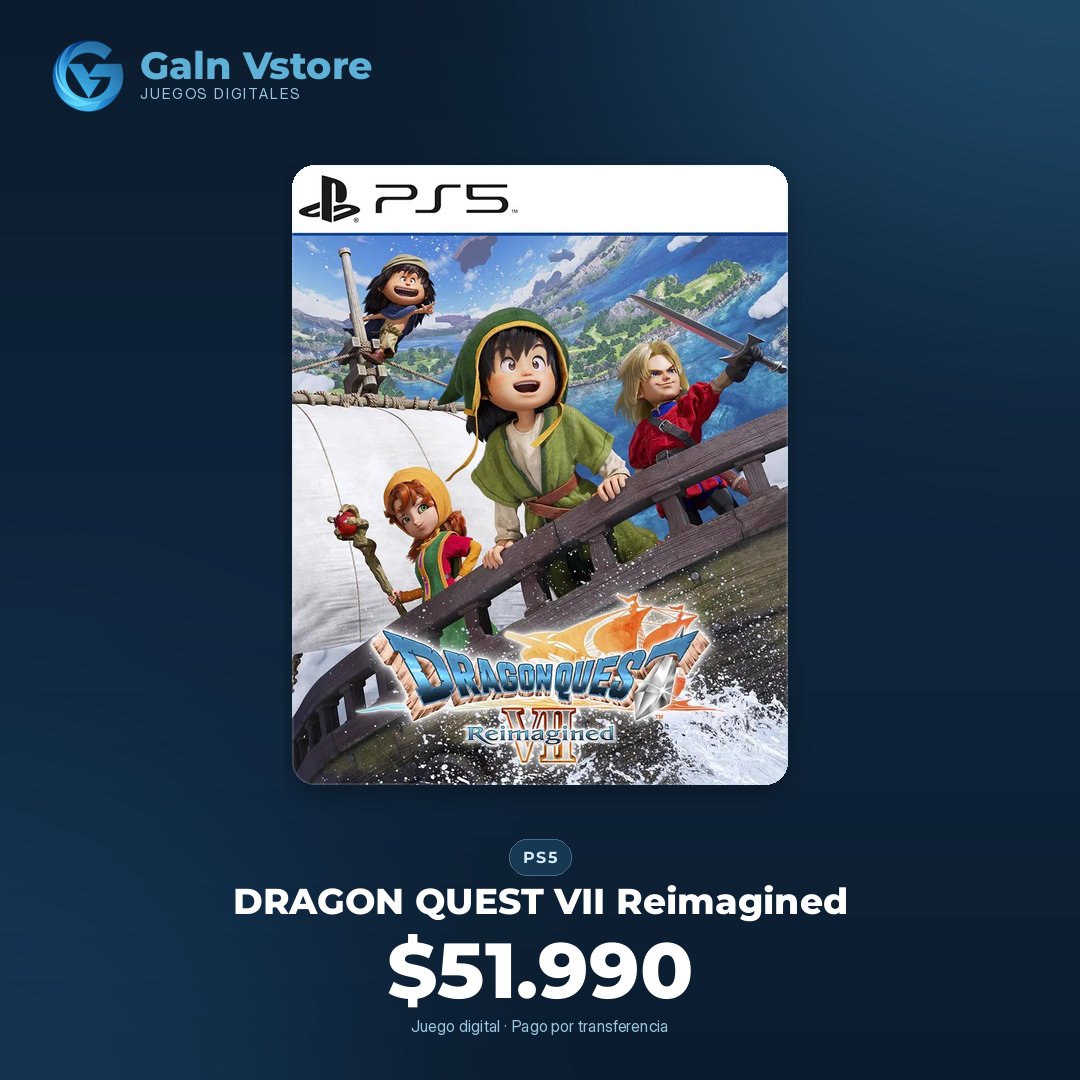 GaIn Vstore
JUEGOS DIGITALES
PS5
DRAGON QUEST
VII
Reimagined
PS5
DRAGON QUEST VII Reimagined
$51.990
Juego digital · Pago por transferencia